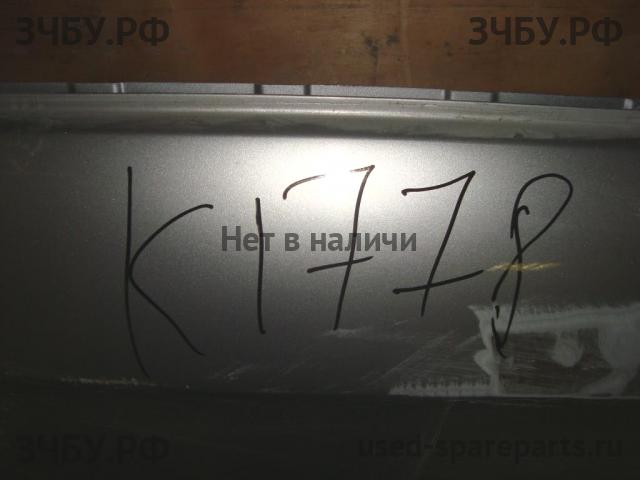 ЗЧБУ.РФ ЗЧБУ.РФ
К1778
Нет в наличи
ЗЧБУ.РФ used-spareparts.ru